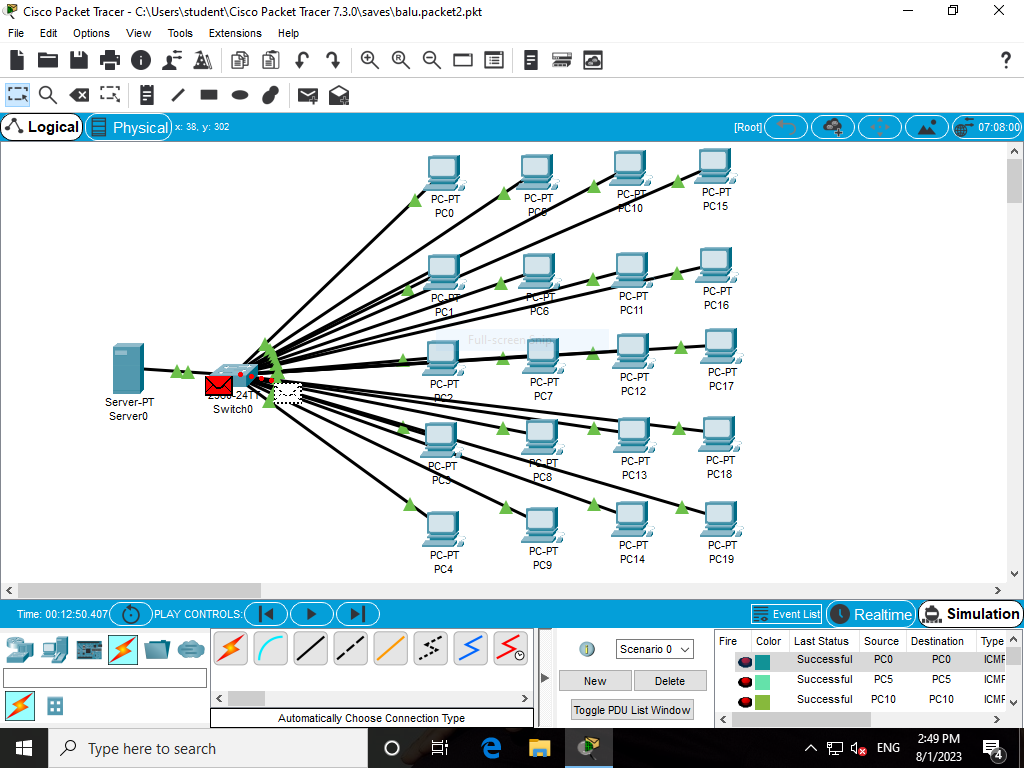 Cisco Packet Tracer - C:\Users\student\Cisco Packet Tracer 7.3.0\saves\balu.packet2.pkt
File Edit Options View Tools Extensions Help
?
Logical Physical x: 38, y: 302 [Root] 07:08:00
PC-PT PC-PT PC-PT PC-PT
PC0 PC5 PC10 PC15
PC-PT PC-PT PC-PT PC-PT
PC1 PC6 PC11 PC16
Full-screen Snip
PC-PT PC-PT PC-PT PC-PT
PC2 PC7 PC12 PC17
Server-PT 2960-24TT
Server0 Switch0
PC-PT PC-PT PC-PT PC-PT
PC3 PC8 PC13 PC18
PC-PT PC-PT PC-PT PC-PT
PC4 PC9 PC14 PC19
Time: 00:12:50.407 PLAY CONTROLS: Event List Realtime Simulation
Scenario 0
New Delete
Toggle PDU List Window
Fire Color Last Status Source Destination Type
Successful PC0 PC0 ICMP
Successful PC5 PC5 ICMP
Successful PC10 PC10 ICMP
Automatically Choose Connection Type
Type here to search
ENG
2:49 PM
8/1/2023
4